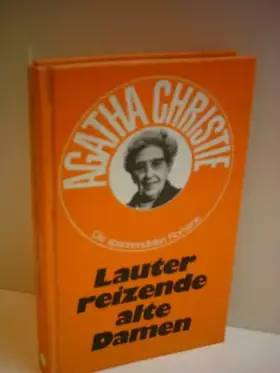 AGATHA CHRISTIE
Die spannendsten Romane
Lauter
reizende
alte
Damen